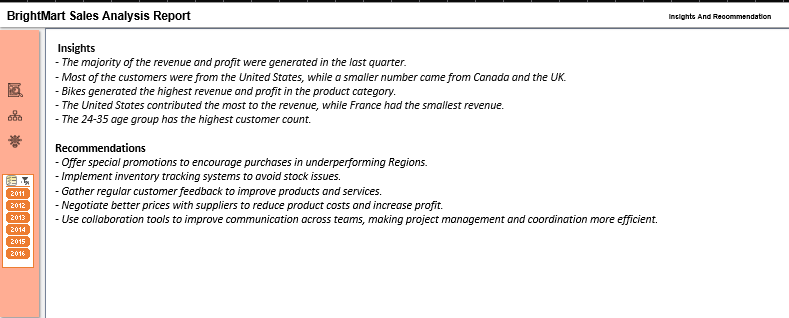 BrightMart Sales Analysis Report
Insights And Recommendation
Insights
- The majority of the revenue and profit were generated in the last quarter.
- Most of the customers were from the United States, while a smaller number came from Canada and the UK.
- Bikes generated the highest revenue and profit in the product category.
- The United States contributed the most to the revenue, while France had the smallest revenue.
- The 24-35 age group has the highest customer count.
Recommendations
- Offer special promotions to encourage purchases in underperforming Regions.
- Implement inventory tracking systems to avoid stock issues.
- Gather regular customer feedback to improve products and services.
- Negotiate better prices with suppliers to reduce product costs and increase profit.
- Use collaboration tools to improve communication across teams, making project management and coordination more efficient.
2011
2012
2013
2014
2015
2016